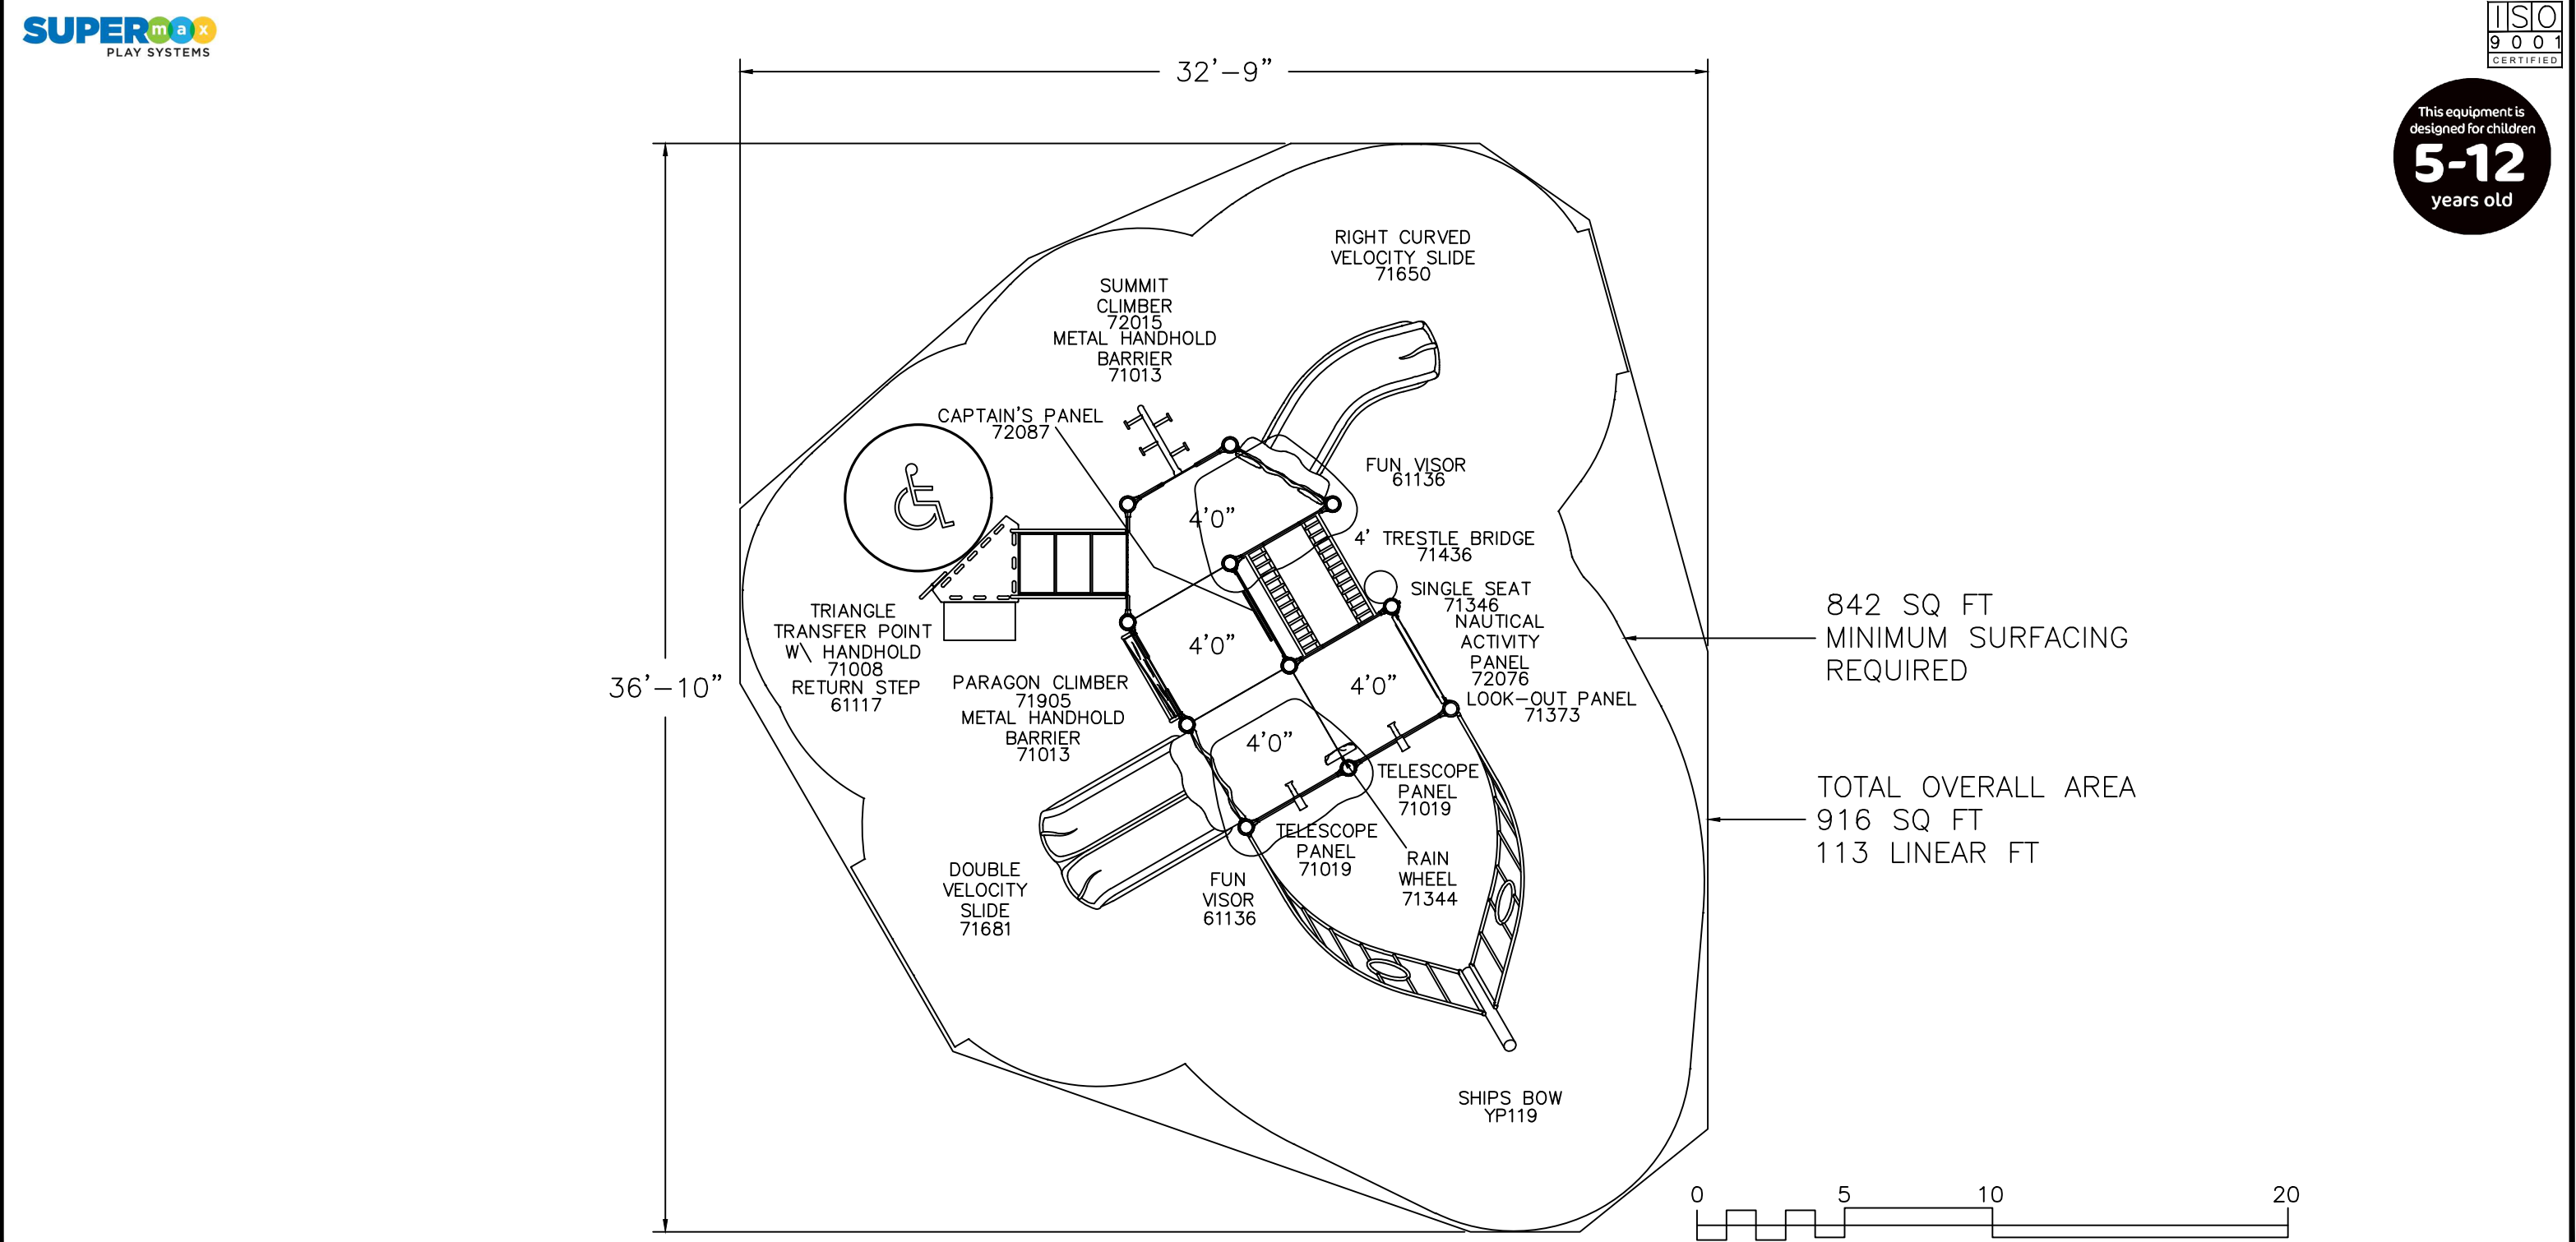 SUPERmax
PLAY SYSTEMS
ISO
9001
CERTIFIED
This equipment is
designed for children
5-12
years old
32'-9"
36'-10"
RIGHT CURVED
VELOCITY SLIDE
71650
SUMMIT
CLIMBER
72015
METAL HANDHOLD
BARRIER
71013
CAPTAIN'S PANEL
72087
FUN VISOR
61136
4'0"
4' TRESTLE BRIDGE
71436
SINGLE SEAT
71346
NAUTICAL
ACTIVITY
PANEL
72076
LOOK-OUT PANEL
71373
TRIANGLE
TRANSFER POINT
W\ HANDHOLD
71008
RETURN STEP
61117
4'0"
4'0"
4'0"
PARAGON CLIMBER
71905
METAL HANDHOLD
BARRIER
71013
TELESCOPE
PANEL
71019
TELESCOPE
PANEL
71019
RAIN
WHEEL
71344
DOUBLE
VELOCITY
SLIDE
71681
FUN
VISOR
61136
SHIPS BOW
YP119
842 SQ FT
MINIMUM SURFACING
REQUIRED
TOTAL OVERALL AREA
916 SQ FT
113 LINEAR FT
0 5 10 20